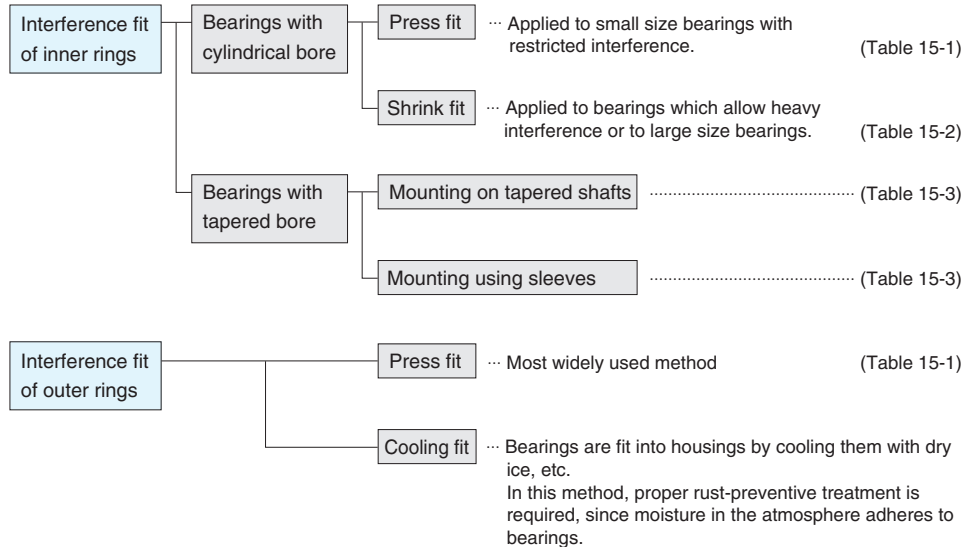 Interference fit
of inner rings
Bearings with
cylindrical bore
Press fit
··· Applied to small size bearings with
restricted interference.
(Table 15-1)
Shrink fit
··· Applied to bearings which allow heavy
interference or to large size bearings.
(Table 15-2)
Bearings with
tapered bore
Mounting on tapered shafts
············································ (Table 15-3)
Mounting using sleeves
············································ (Table 15-3)
Interference fit
of outer rings
Press fit
··· Most widely used method
(Table 15-1)
Cooling fit
··· Bearings are fit into housings by cooling them with dry
ice, etc.
In this method, proper rust-preventive treatment is
required, since moisture in the atmosphere adheres to
bearings.